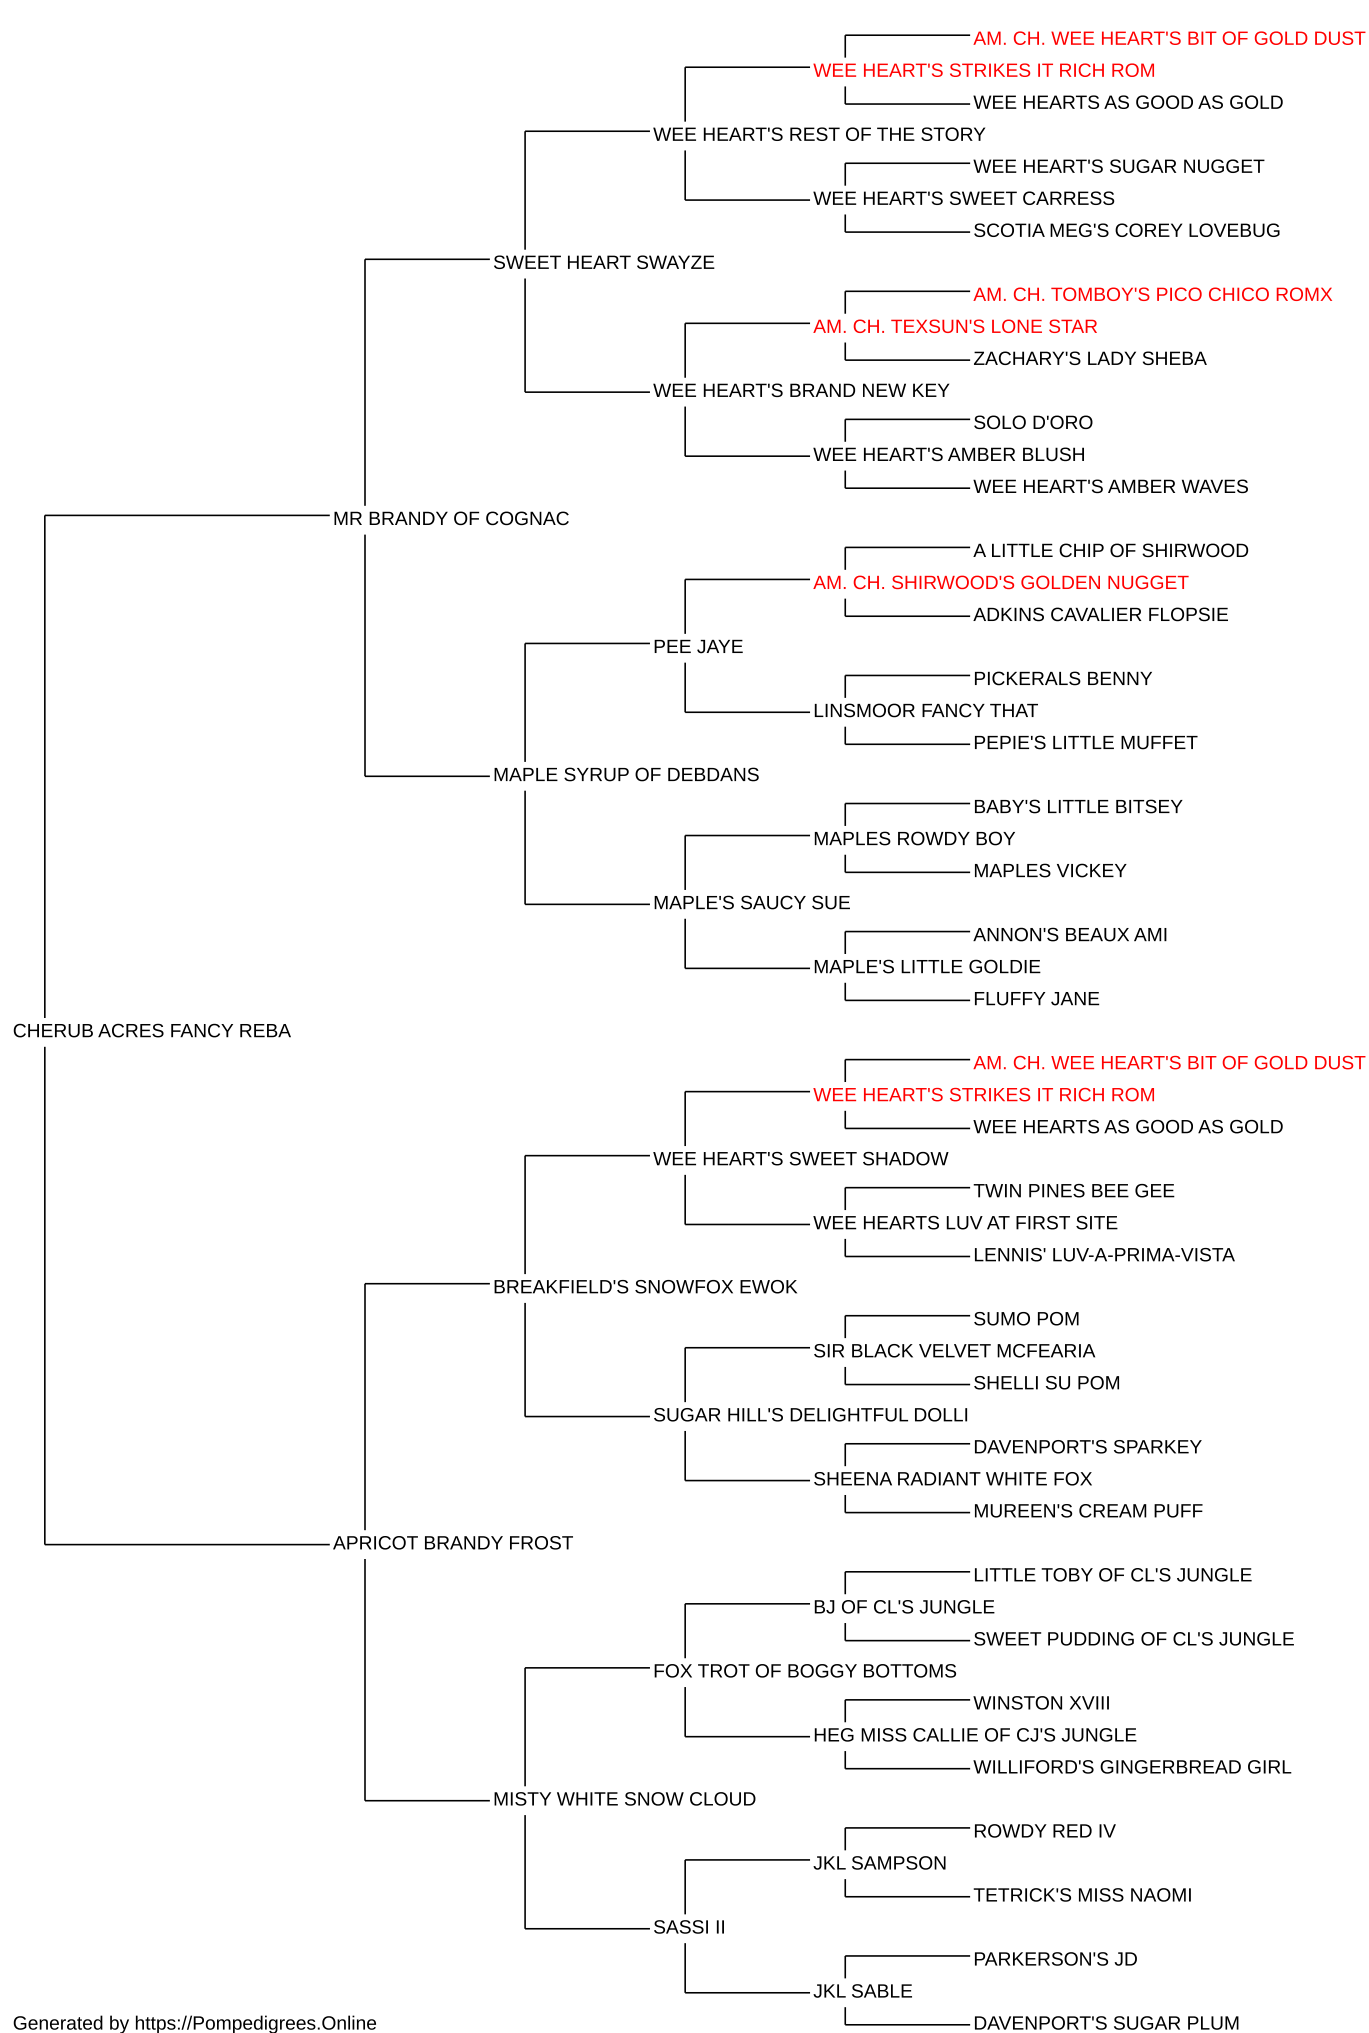 AM. CH. WEE HEART'S BIT OF GOLD DUST
WEE HEART'S STRIKES IT RICH ROM
WEE HEARTS AS GOOD AS GOLD
WEE HEART'S REST OF THE STORY
WEE HEART'S SUGAR NUGGET
WEE HEART'S SWEET CARRESS
SCOTIA MEG'S COREY LOVEBUG
SWEET HEART SWAYZE
AM. CH. TOMBOY'S PICO CHICO ROMX
AM. CH. TEXSUN'S LONE STAR
ZACHARY'S LADY SHEBA
WEE HEART'S BRAND NEW KEY
SOLO D'ORO
WEE HEART'S AMBER BLUSH
WEE HEART'S AMBER WAVES
MR BRANDY OF COGNAC
A LITTLE CHIP OF SHIRWOOD
AM. CH. SHIRWOOD'S GOLDEN NUGGET
ADKINS CAVALIER FLOPSIE
PEE JAYE
PICKERALS BENNY
LINSMOOR FANCY THAT
PEPIE'S LITTLE MUFFET
MAPLE SYRUP OF DEBDANS
BABY'S LITTLE BITSEY
MAPLES ROWDY BOY
MAPLES VICKEY
MAPLE'S SAUCY SUE
ANNON'S BEAUX AMI
MAPLE'S LITTLE GOLDIE
FLUFFY JANE
CHERUB ACRES FANCY REBA
AM. CH. WEE HEART'S BIT OF GOLD DUST
WEE HEART'S STRIKES IT RICH ROM
WEE HEARTS AS GOOD AS GOLD
WEE HEART'S SWEET SHADOW
TWIN PINES BEE GEE
WEE HEARTS LUV AT FIRST SITE
LENNIS' LUV-A-PRIMA-VISTA
BREAKFIELD'S SNOWFOX EWOK
SUMO POM
SIR BLACK VELVET MCFEARIA
SHELLI SU POM
SUGAR HILL'S DELIGHTFUL DOLLI
DAVENPORT'S SPARKEY
SHEENA RADIANT WHITE FOX
MUREEN'S CREAM PUFF
APRICOT BRANDY FROST
LITTLE TOBY OF CL'S JUNGLE
BJ OF CL'S JUNGLE
SWEET PUDDING OF CL'S JUNGLE
FOX TROT OF BOGGY BOTTOMS
WINSTON XVIII
HEG MISS CALLIE OF CJ'S JUNGLE
WILLIFORD'S GINGERBREAD GIRL
MISTY WHITE SNOW CLOUD
ROWDY RED IV
JKL SAMPSON
TETRICK'S MISS NAOMI
SASSI II
PARKERSON'S JD
JKL SABLE
DAVENPORT'S SUGAR PLUM
Generated by https://Pompedigrees.Online